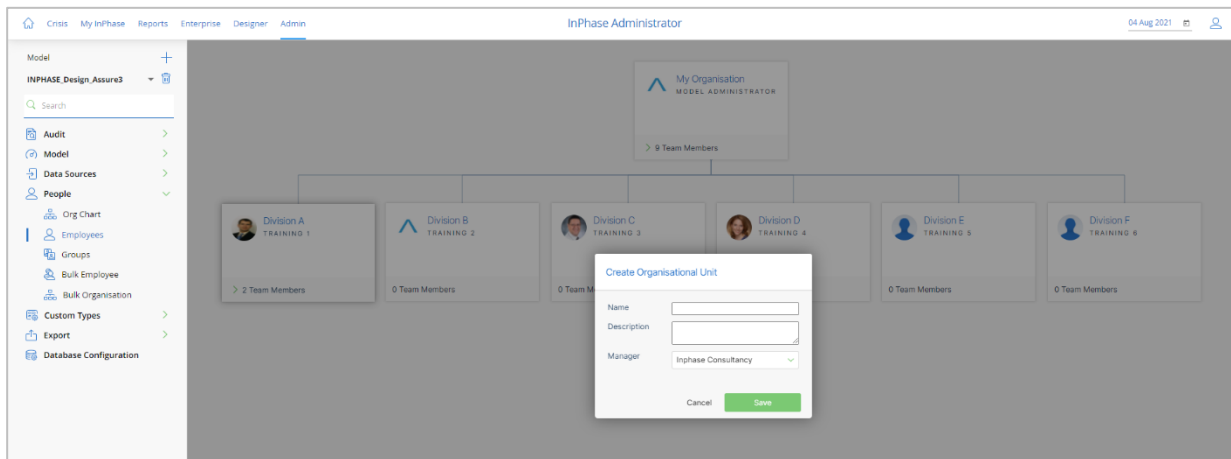 Crisis My InPhase Reports Enterprise Designer Admin InPhase Administrator 04 Aug 2021
Model
INPHASE_Design_Assure3
Search
Audit
Model
Data Sources
People
Org Chart
Employees
Groups
Bulk Employee
Bulk Organisation
Custom Types
Export
Database Configuration
My Organisation
MODEL ADMINISTRATOR
9 Team Members
Division A
TRAINING 1
2 Team Members
Division B
TRAINING 2
0 Team Members
Division C
TRAINING 3
0 Team M
Division D
TRAINING 4
Division E
TRAINING 5
0 Team Members
Division F
TRAINING 6
0 Team Members
Create Organisational Unit
Name
Description
Manager Inphase Consultancy
Cancel Save